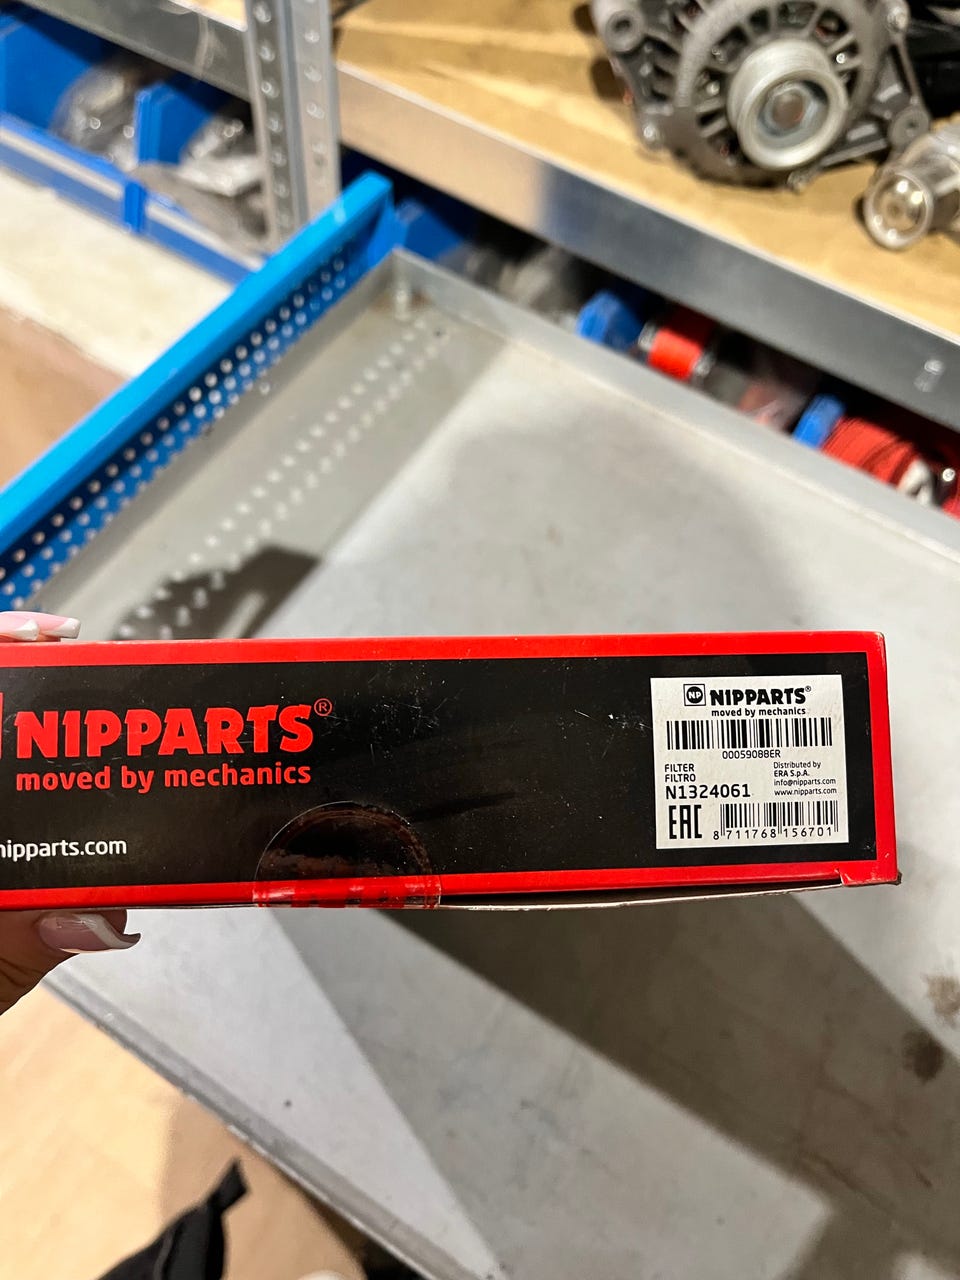 NIPPARTS®
moved by mechanics
nipparts.com
NP NIPPARTS®
moved by mechanics
00059088ER
FILTER
FILTRO
N1324061
Distributed by
ERA S.p.A.
info@nipparts.com
www.nipparts.com
EAC
8 711768 156701